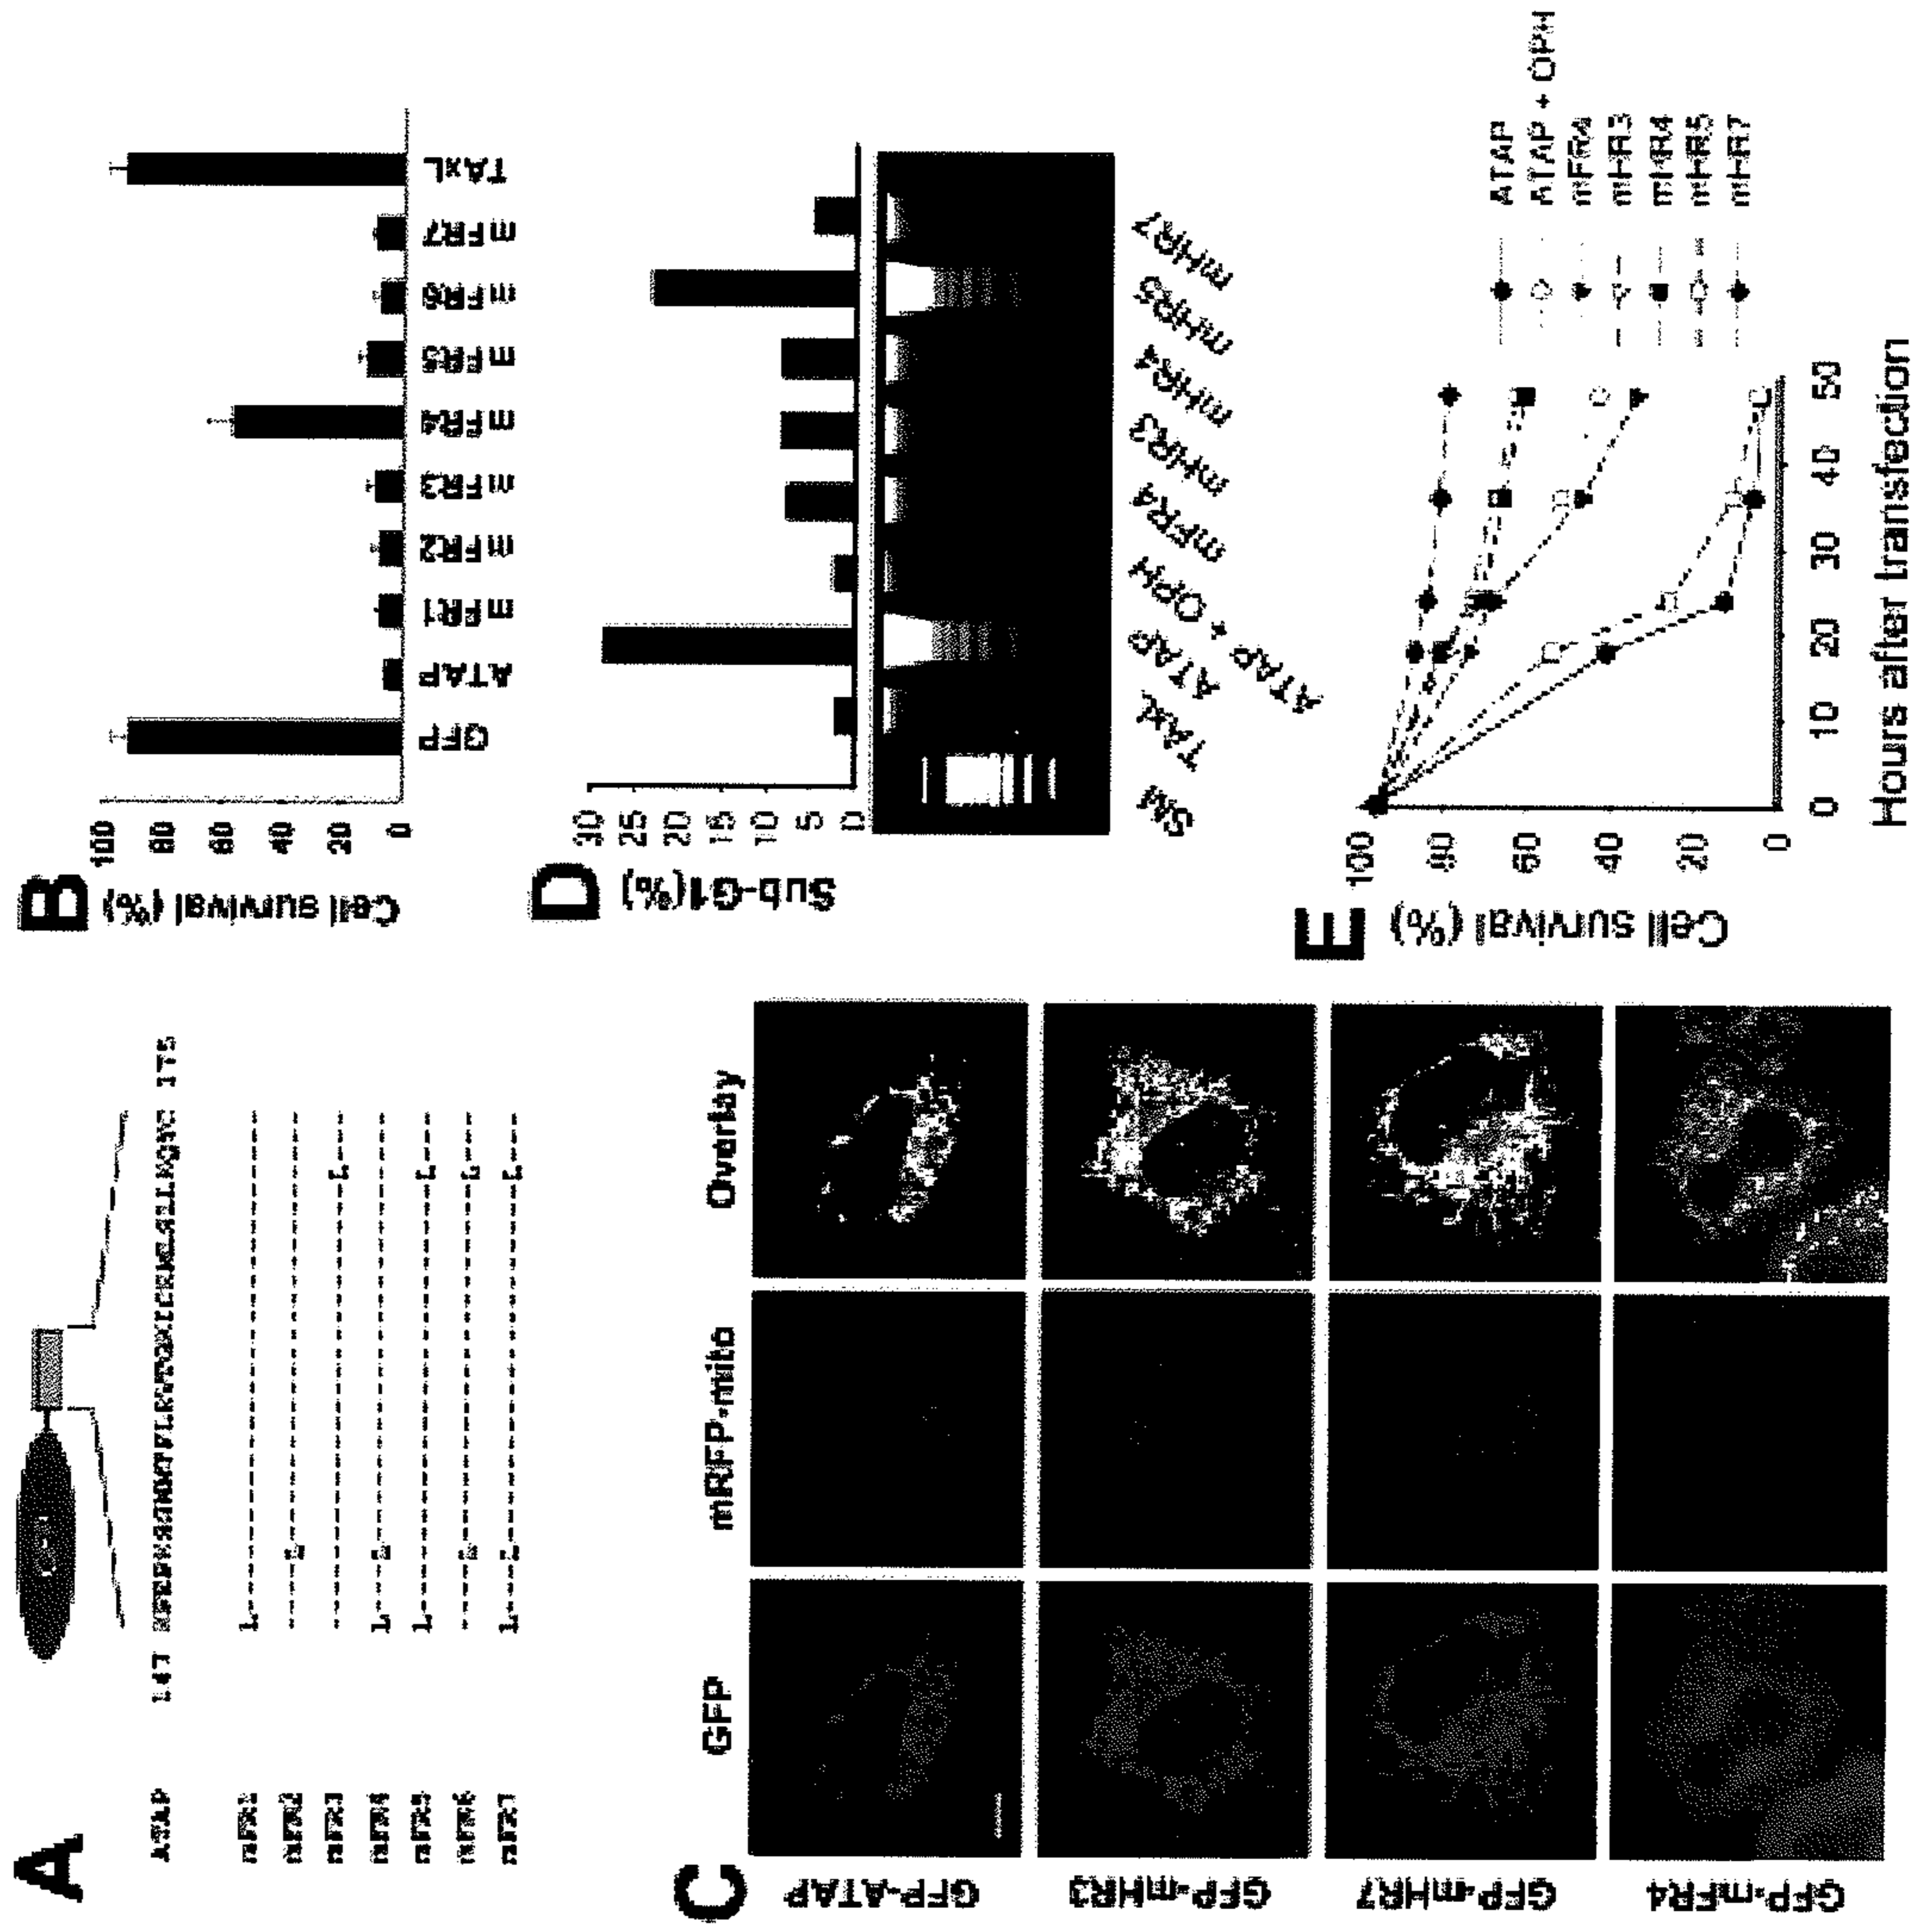 A
ATAP 147
mFR1
mFR2
mFR3
mFR4
mFR5
mFR6
mFR7
B
Cell survival (%)
100
80
60
40
20
0
GFP
ATAP
mFR1
mFR2
mFR3
mFR4
mFR5
mFR6
mFR7
TAxL
C
GFP
mRFP-mito
Overlay
GFP-ATAP
GFP-mHR3
GFP-mHR7
GFP-mFR4
D
Sub-G1(%)
30
25
20
15
10
5
0
SM
TAxL
ATAP
ATAP + OPH
mFR4
mHR3
mHR4
mHR5
mHR7
E
Cell survival (%)
100
80
60
40
20
0
0 10 20 30 40 50
Hours after transfection
ATAP
ATAP + OPH
mFR4
mHR3
mHR4
mHR5
mHR7